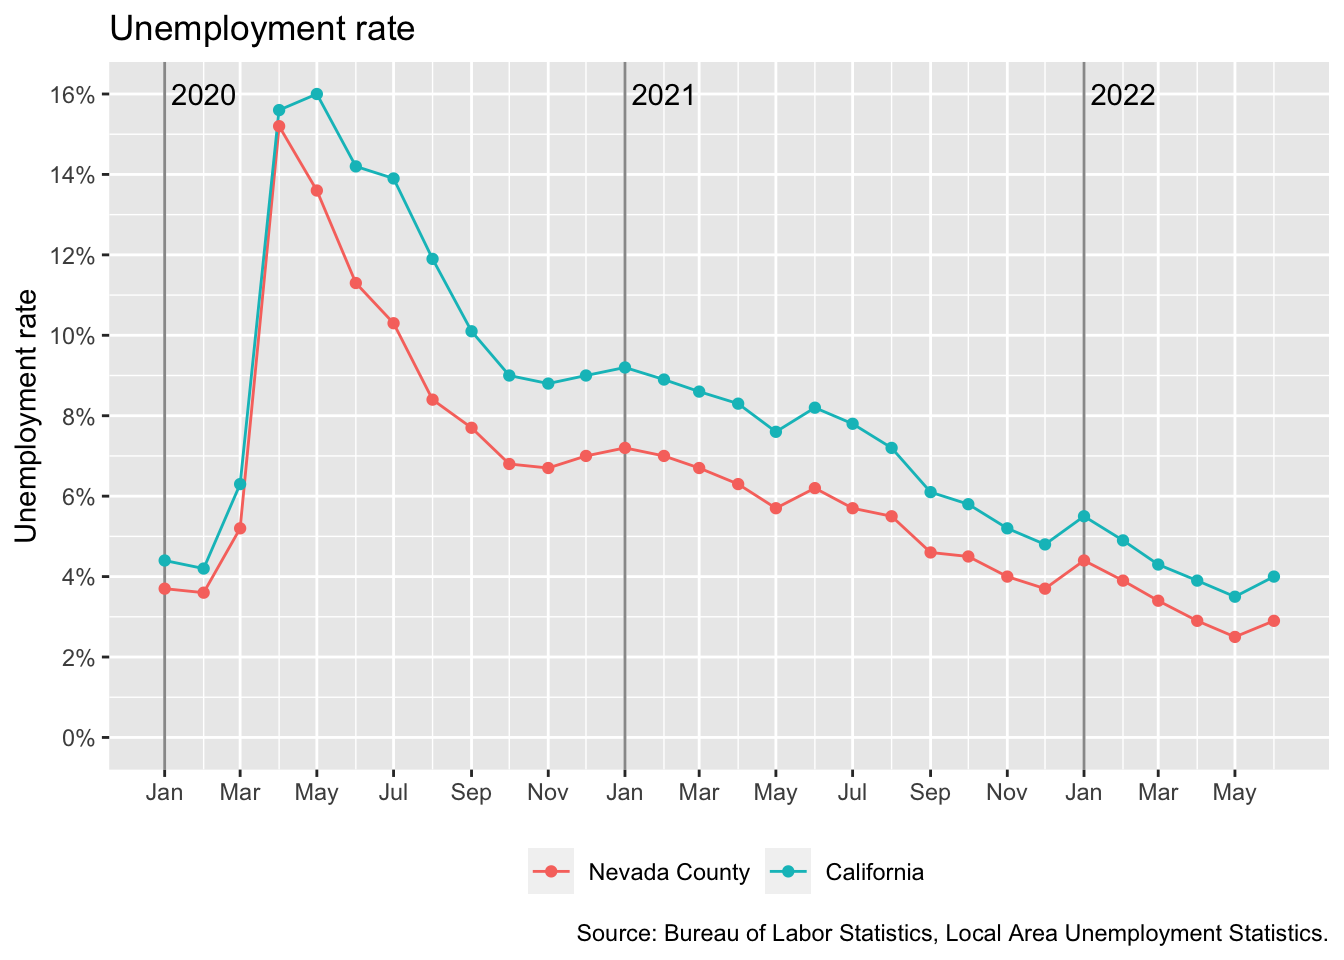 Unemployment rate
2020 2021 2022
16%
14%
12%
10%
8%
6%
4%
2%
0%
Unemployment rate
Jan Mar May Jul Sep Nov Jan Mar May Jul Sep Nov Jan Mar May
Nevada County California
Source: Bureau of Labor Statistics, Local Area Unemployment Statistics.